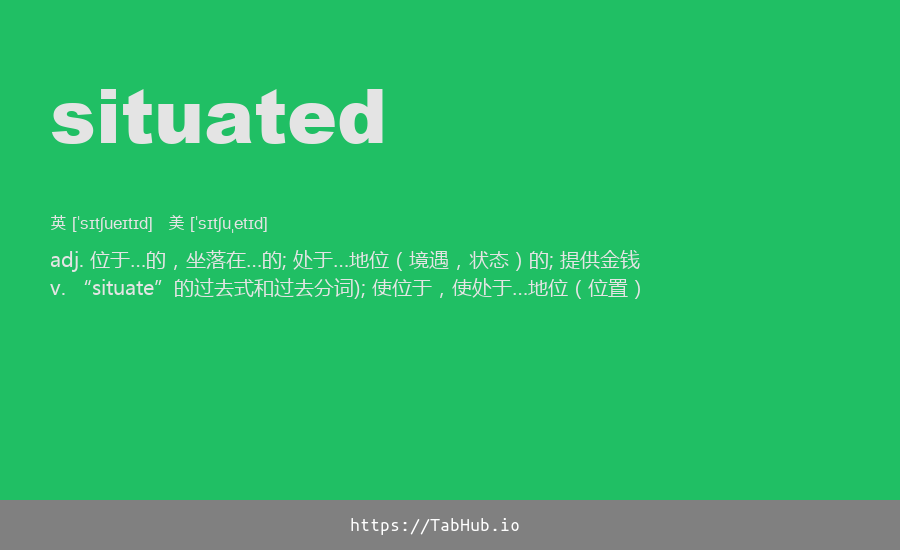 situated
英 [ˈsɪtʃueɪtɪd] 美 [ˈsɪtʃuˌetɪd]
adj. 位于…的，坐落在…的; 处于…地位（境遇，状态）的; 提供金钱
v. “situate”的过去式和过去分词); 使位于，使处于…地位（位置）
https://TabHub.io